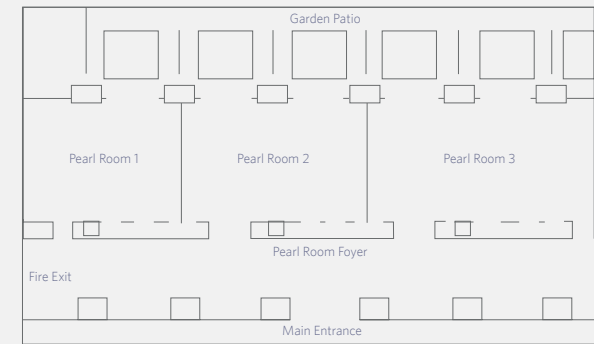 Garden Patio
Pearl Room 1
Pearl Room 2
Pearl Room 3
Pearl Room Foyer
Fire Exit
Main Entrance